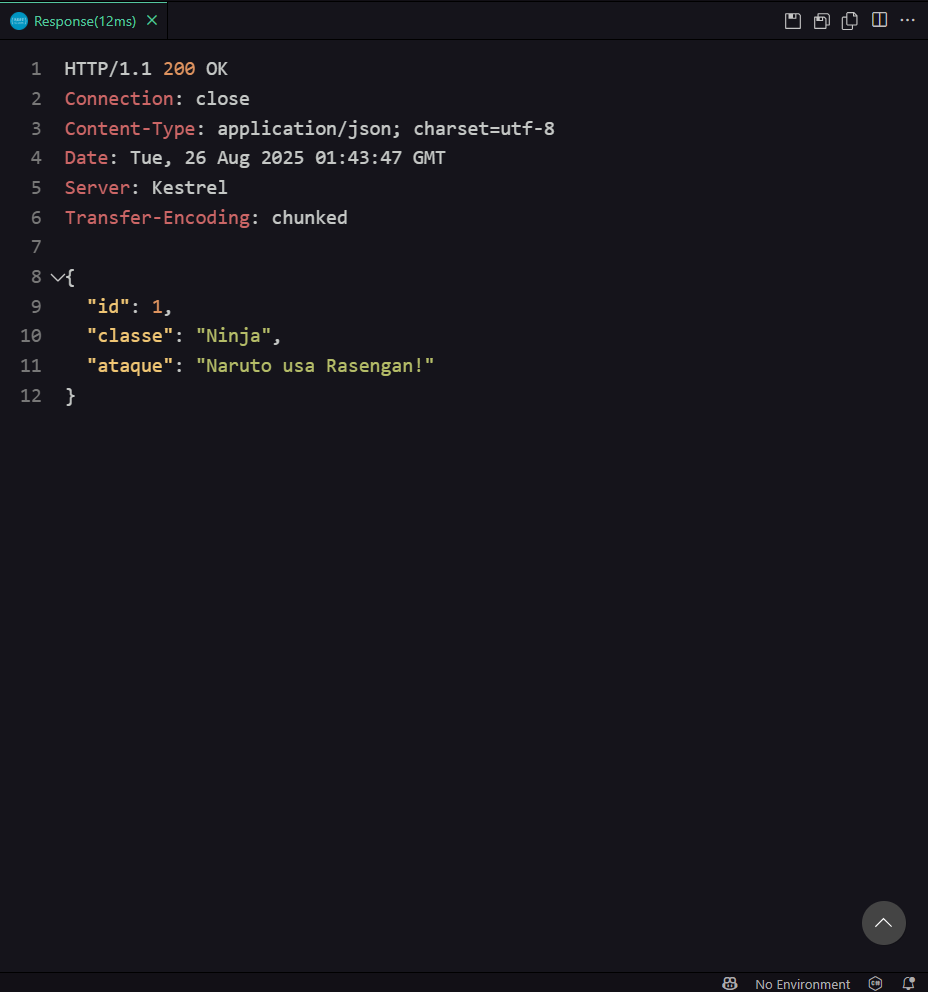 Response(12ms)
1 HTTP/1.1 200 OK
2 Connection: close
3 Content-Type: application/json; charset=utf-8
4 Date: Tue, 26 Aug 2025 01:43:47 GMT
5 Server: Kestrel
6 Transfer-Encoding: chunked
7
8 {
9 "id": 1,
10 "classe": "Ninja",
11 "ataque": "Naruto usa Rasengan!"
12 }
No Environment